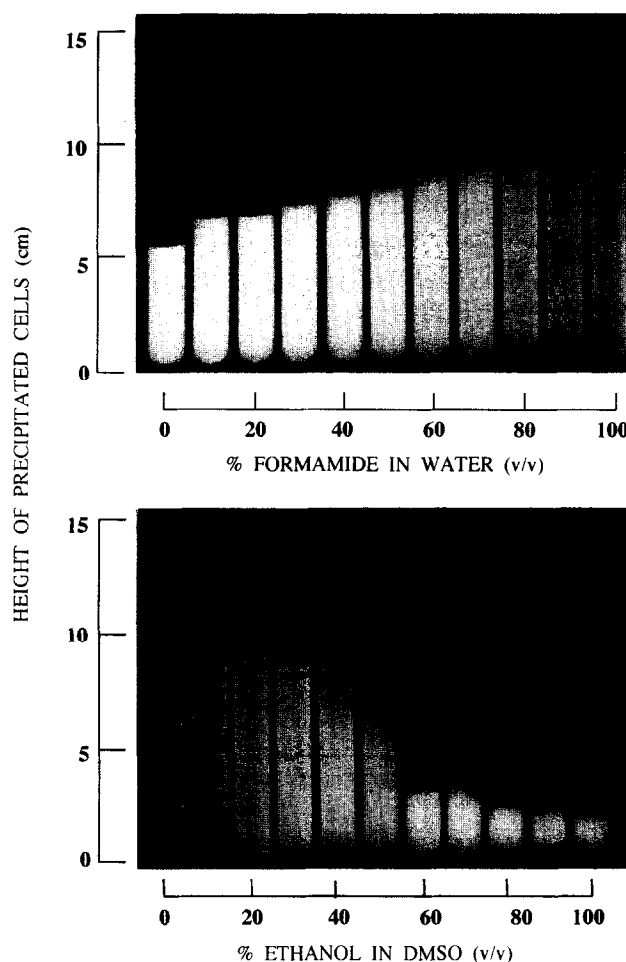 HEIGHT OF PRECIPITATED CELLS (cm)
15
10
5
0
0 20 40 60 80 100
% FORMAMIDE IN WATER (v/v)
15
10
5
0
0 20 40 60 80 100
% ETHANOL IN DMSO (v/v)